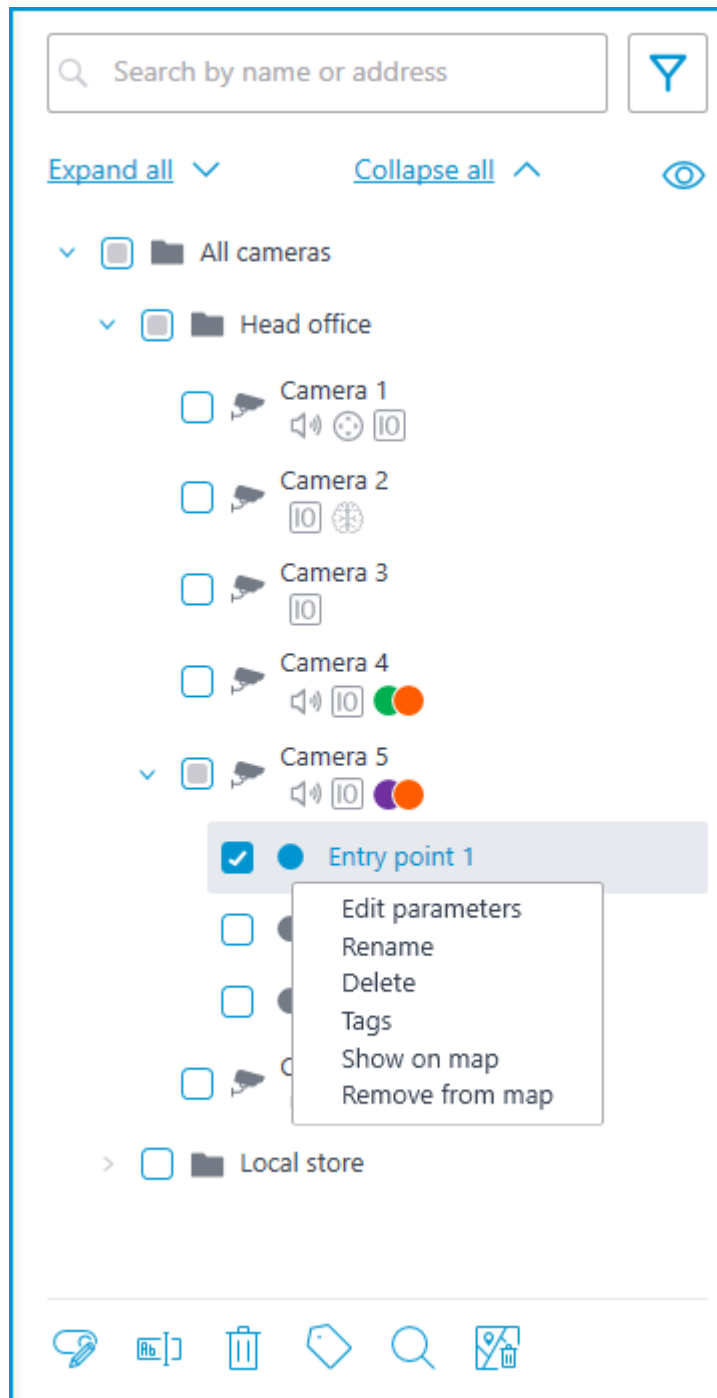 Search by name or address
Expand all
Collapse all
All cameras
Head office
Camera 1
IO
Camera 2
IO
Camera 3
IO
Camera 4
IO
Camera 5
IO
Entry point 1
Edit parameters
Rename
Delete
Tags
Show on map
Remove from map
C
Local store
Ab